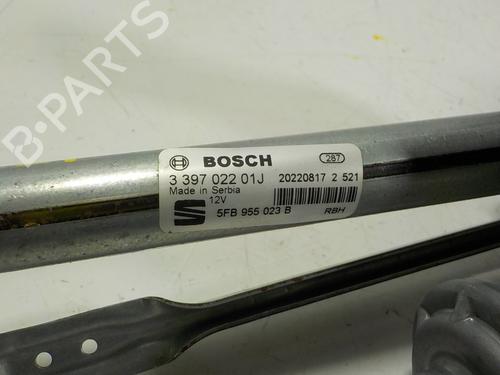 B-PARTS
BOSCH
287
3 397 022 01J 20220817 2 521
Made in Serbia
12V
5FB 955 023 B RBH